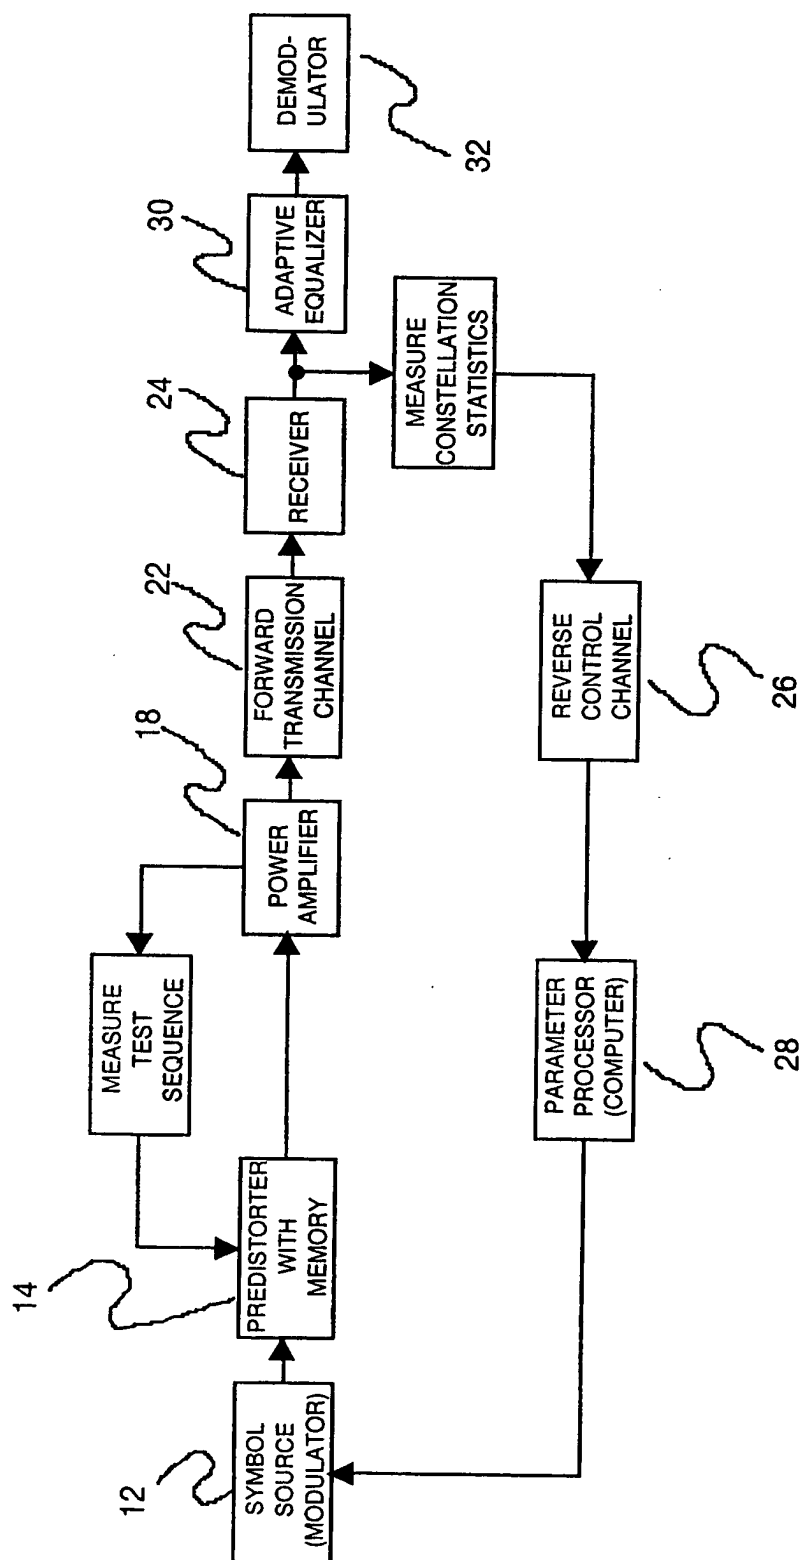 12
SYMBOL
SOURCE
(MODULATOR)
14
PREDISTORTER
WITH
MEMORY
MEASURE
TEST
SEQUENCE
18
POWER
AMPLIFIER
22
FORWARD
TRANSMISSION
CHANNEL
24
RECEIVER
30
ADAPTIVE
EQUALIZER
DEMOD-
ULATOR
32
MEASURE
CONSTELLATION
STATISTICS
REVERSE
CONTROL
CHANNEL
26
PARAMETER
PROCESSOR
(COMPUTER)
28